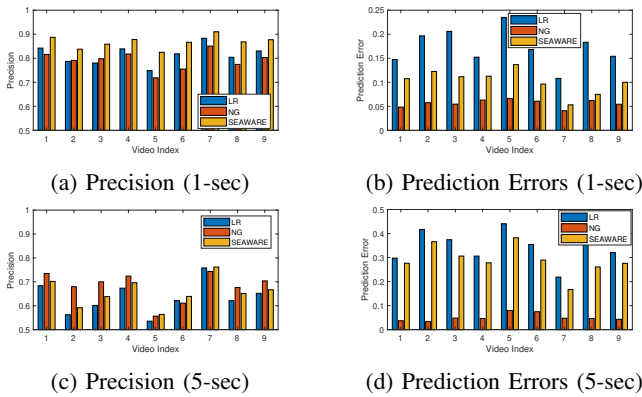 1
0.9
0.8
0.7
0.6
0.5
Precision
LR
NG
SEAWARE
1 2 3 4 5 6 7 8 9
Video Index
(a) Precision (1-sec)
0.25
0.2
0.15
0.1
0.05
0
Prediction Error
LR
NG
SEAWARE
1 2 3 4 5 6 7 8 9
Video Index
(b) Prediction Errors (1-sec)
1
0.9
0.8
0.7
0.6
0.5
Precision
LR
NG
SEAWARE
1 2 3 4 5 6 7 8 9
Video Index
(c) Precision (5-sec)
0.5
0.4
0.3
0.2
0.1
0
Prediction Error
LR
NG
SEAWARE
1 2 3 4 5 6 7 8 9
Video Index
(d) Prediction Errors (5-sec)